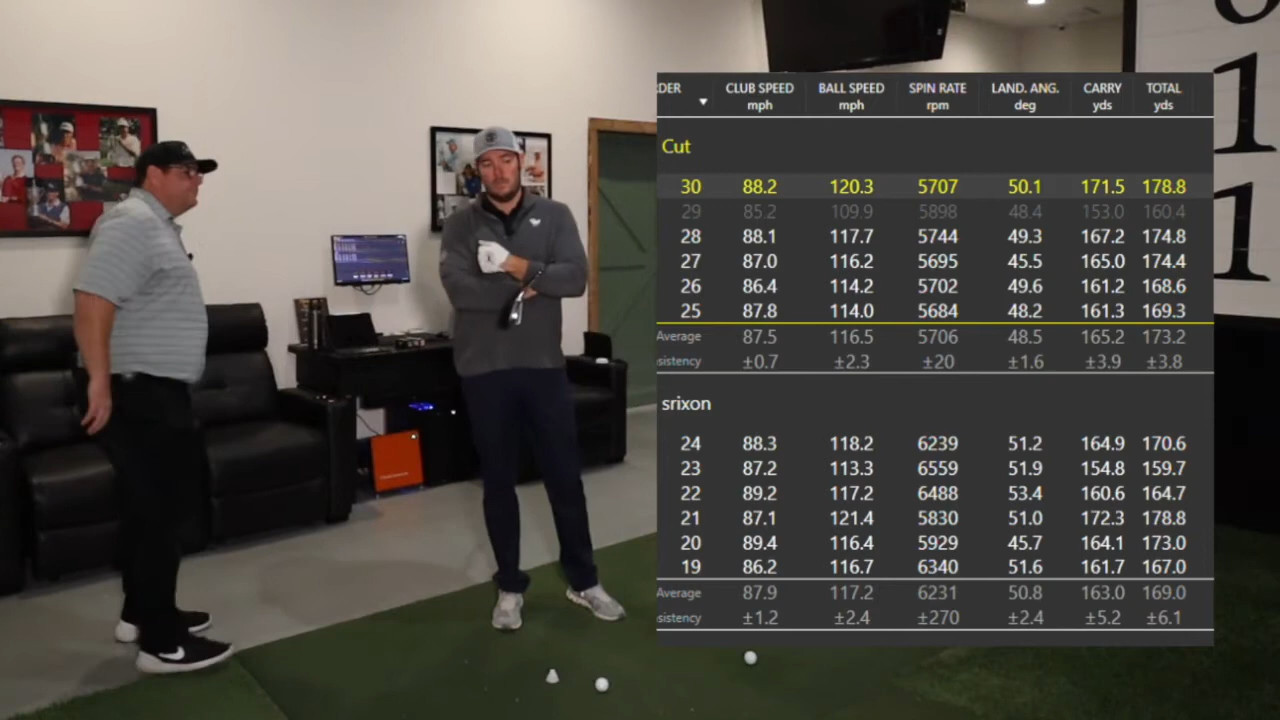 RDER CLUB SPEED BALL SPEED SPIN RATE LAND. ANG. CARRY TOTAL
▼ mph mph rpm deg yds yds
Cut
30 88.2 120.3 5707 50.1 171.5 178.8
29 85.2 109.9 5898 48.4 153.0 160.4
28 88.1 117.7 5744 49.3 167.2 174.8
27 87.0 116.2 5695 45.5 165.0 174.4
26 86.4 114.2 5702 49.6 161.2 168.6
25 87.8 114.0 5684 48.2 161.3 169.3
Average 87.5 116.5 5706 48.5 165.2 173.2
sistency ±0.7 ±2.3 ±20 ±1.6 ±3.9 ±3.8
srixon
24 88.3 118.2 6239 51.2 164.9 170.6
23 87.2 113.3 6559 51.9 154.8 159.7
22 89.2 117.2 6488 53.4 160.6 164.7
21 87.1 121.4 5830 51.0 172.3 178.8
20 89.4 116.4 5929 45.7 164.1 173.0
19 86.2 116.7 6340 51.6 161.7 167.0
Average 87.9 117.2 6231 50.8 163.0 169.0
sistency ±1.2 ±2.4 ±270 ±2.4 ±5.2 ±6.1
1
1